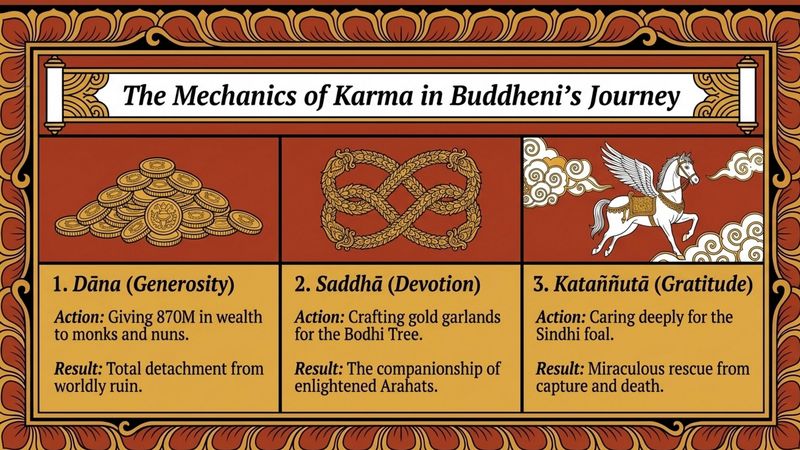 The Mechanics of Karma in Buddheni's Journey
1. Dāna (Generosity)
Action: Giving 870M in wealth
to monks and nuns.
Result: Total detachment from
worldly ruin.
2. Saddhā (Devotion)
Action: Crafting gold garlands
for the Bodhi Tree.
Result: The companionship of
enlightened Arahats.
3. Kataññutā (Gratitude)
Action: Caring deeply for the
Sindhi foal.
Result: Miraculous rescue from
capture and death.